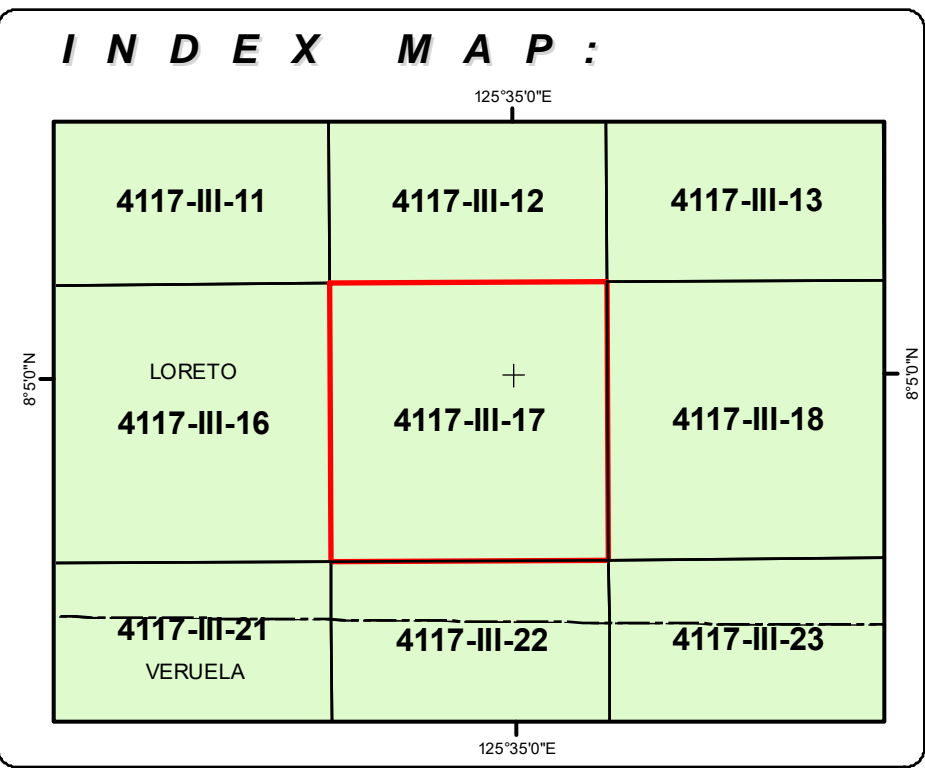 INDEX MAP:
125°35'0"E
4117-III-11 4117-III-12 4117-III-13
LORETO
8°5'0"N 8°5'0"N
4117-III-16 4117-III-17 4117-III-18
4117-III-21 4117-III-22 4117-III-23
VERUELA
125°35'0"E